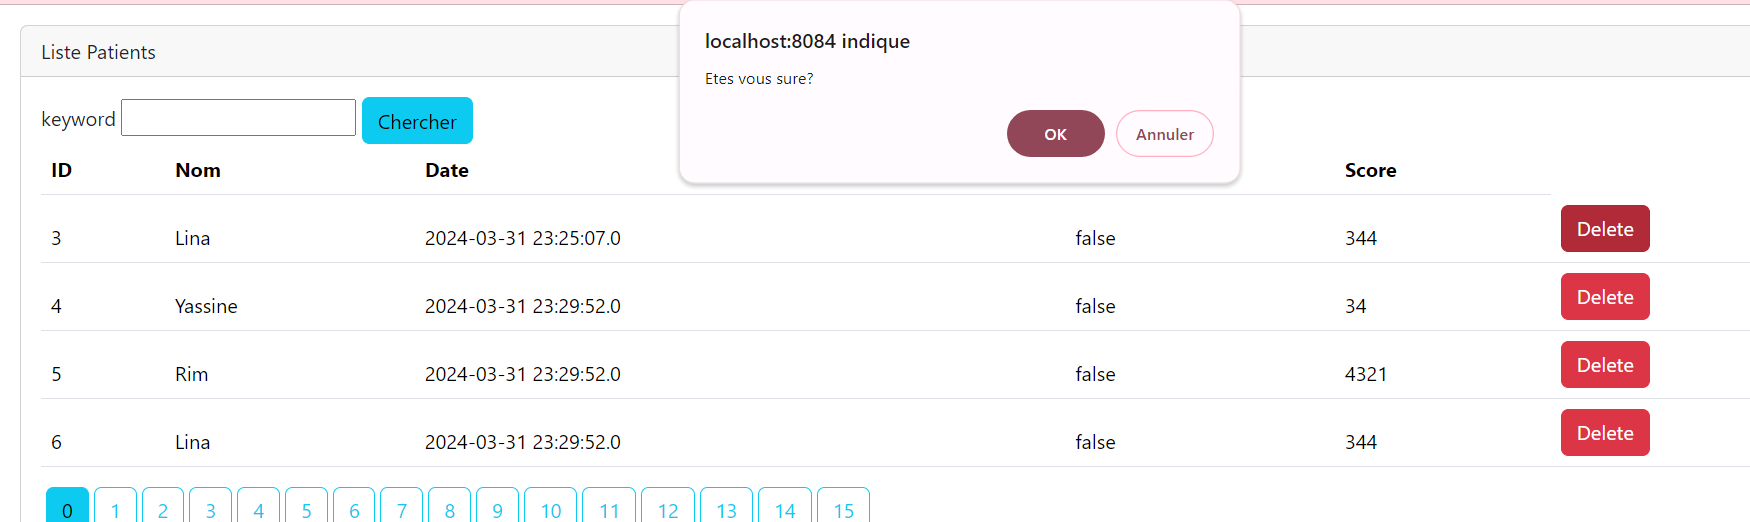 localhost:8084 indique
Etes vous sure?
OK Annuler
Liste Patients
keyword Chercher
ID Nom Date Score
3 Lina 2024-03-31 23:25:07.0 false 344 Delete
4 Yassine 2024-03-31 23:29:52.0 false 34 Delete
5 Rim 2024-03-31 23:29:52.0 false 4321 Delete
6 Lina 2024-03-31 23:29:52.0 false 344 Delete
0 1 2 3 4 5 6 7 8 9 10 11 12 13 14 15